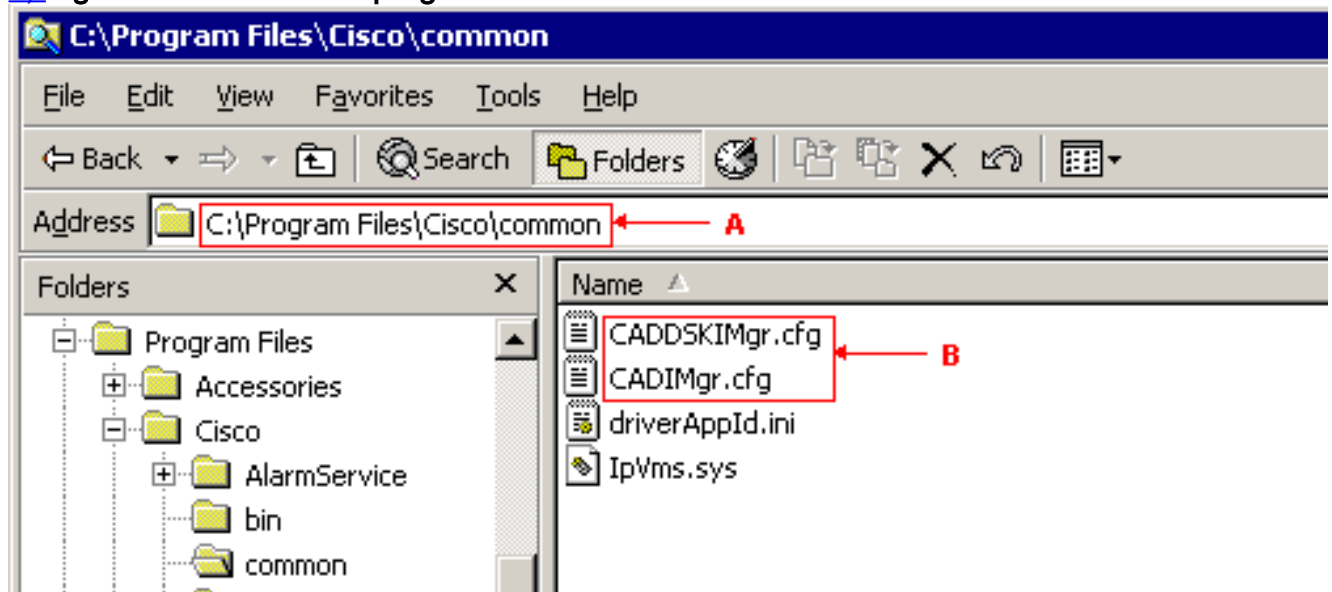 C:\Program Files\Cisco\common
File Edit View Favorites Tools Help
Back Search Folders
Address C:\Program Files\Cisco\common A
Folders Name
Program Files
Accessories
Cisco
AlarmService
bin
common
CADDSKIMgr.cfg
CADIMgr.cfg
B
driverAppId.ini
IpVms.sys